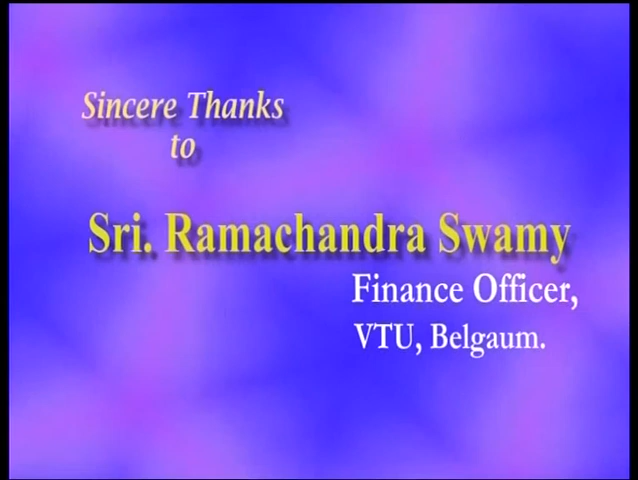 Sincere Thanks
to
Sri. Ramachandra Swamy
Finance Officer,
VTU, Belgaum.